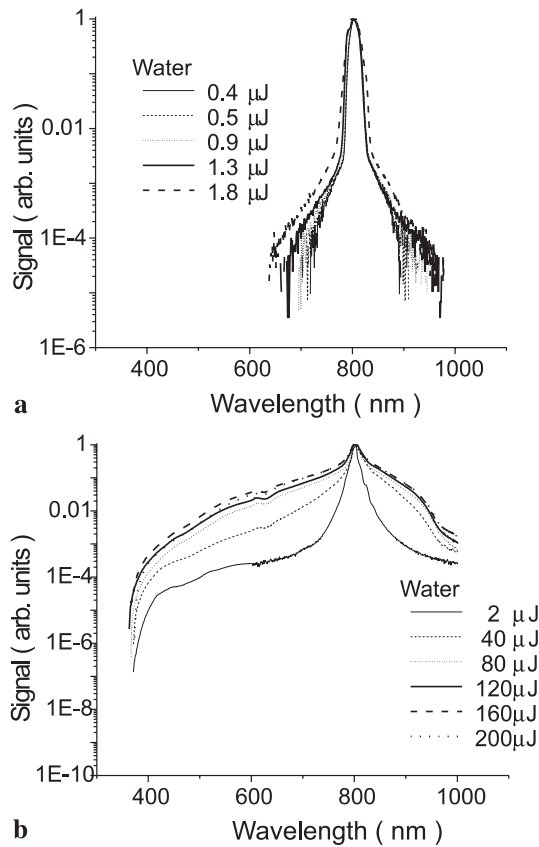 1
0.01
1E-4
1E-6
Signal ( arb. units )
Water
0.4 μJ
0.5 μJ
0.9 μJ
1.3 μJ
1.8 μJ
400 600 800 1000
Wavelength ( nm )
a
1
0.01
1E-4
1E-6
1E-8
1E-10
Signal ( arb. units )
Water
2 μJ
40 μJ
80 μJ
120μJ
160μJ
200μJ
400 600 800 1000
Wavelength ( nm )
b